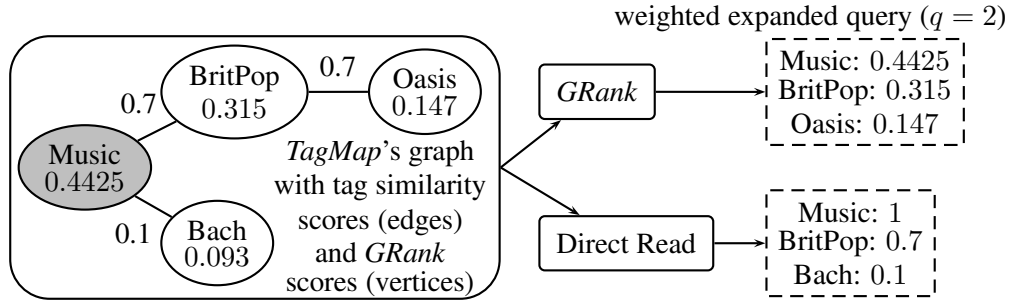 weighted expanded query (q = 2)
BritPop
0.315
0.7
Oasis
0.147
0.7
Music
0.4425
0.1
Bach
0.093
TagMap's graph
with tag similarity
scores (edges)
and GRank
scores (vertices)
GRank
Music: 0.4425
BritPop: 0.315
Oasis: 0.147
Direct Read
Music: 1
BritPop: 0.7
Bach: 0.1